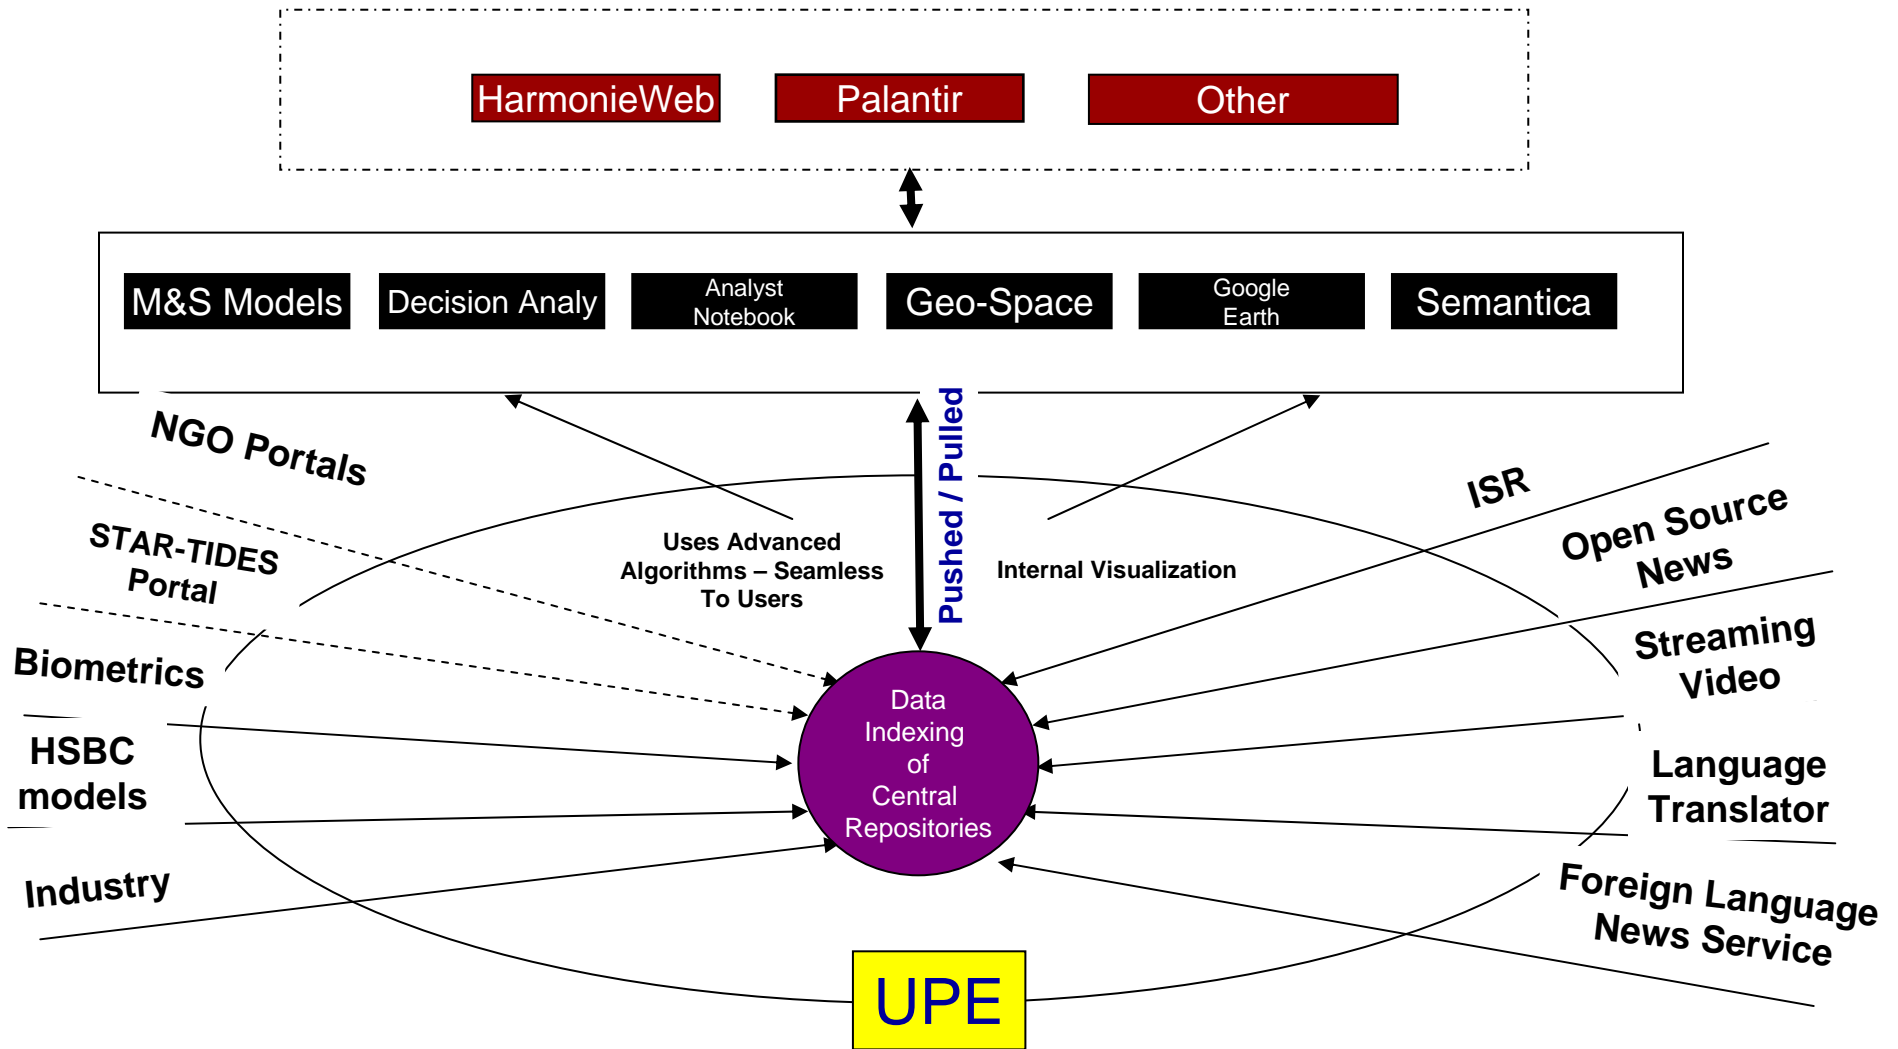 HarmonieWeb
Palantir
Other
M&S Models
Decision Analy
Analyst
Notebook
Geo-Space
Google
Earth
Semantica
Pushed / Pulled
NGO Portals
STAR-TIDES
Portal
Biometrics
HSBC
models
Industry
Uses Advanced
Algorithms – Seamless
To Users
Internal Visualization
ISR
Open Source
News
Streaming
Video
Language
Translator
Foreign Language
News Service
Data
Indexing
of
Central
Repositories
UPE